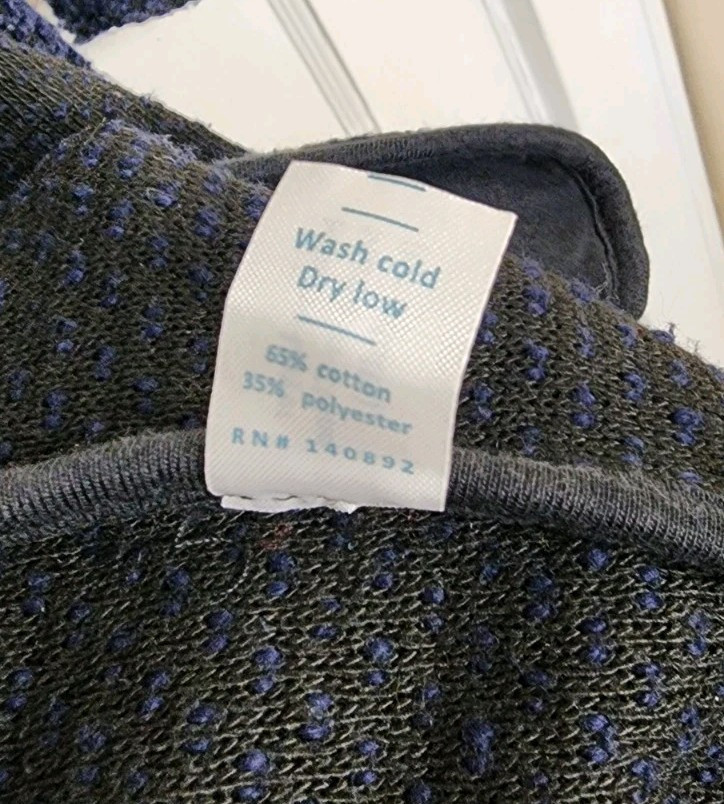 Wash cold
Dry low
65% cotton
35% polyester
RN# 140892